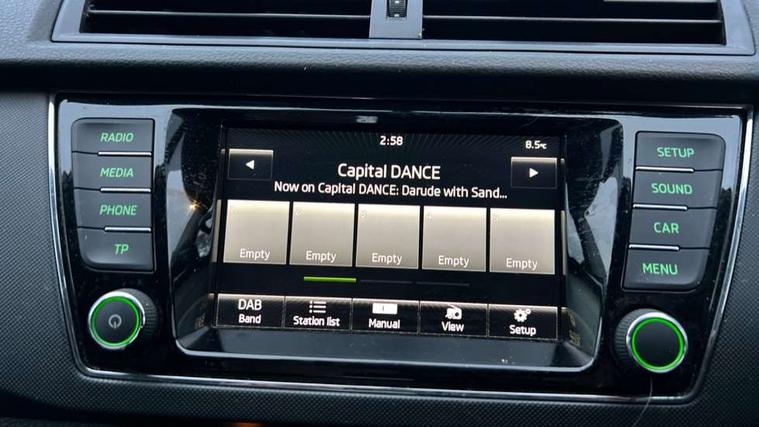 2:58
8.5°C
RADIO
MEDIA
PHONE
TP
SETUP
SOUND
CAR
MENU
Capital DANCE
Now on Capital DANCE: Darude with Sand...
Empty Empty Empty Empty Empty
DAB
Band
Station list
Manual
View
Setup